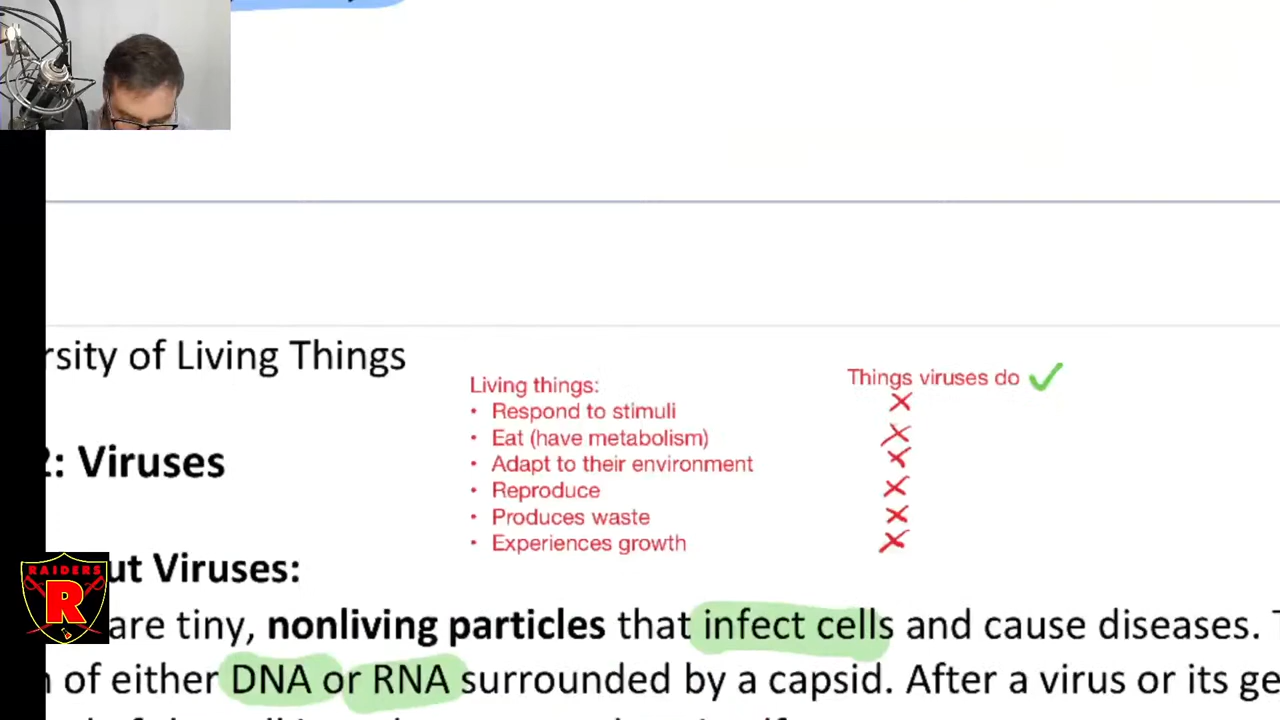 rsity of Living Things
Living things:
• Respond to stimuli
• Eat (have metabolism)
• Adapt to their environment
• Reproduce
• Produces waste
• Experiences growth
Things viruses do ✓
✗
✗
✗
✗
✗
✗
2: Viruses
ut Viruses:
RAIDERS
R
are tiny, nonliving particles that infect cells and cause diseases. T
n of either DNA or RNA surrounded by a capsid. After a virus or its ge